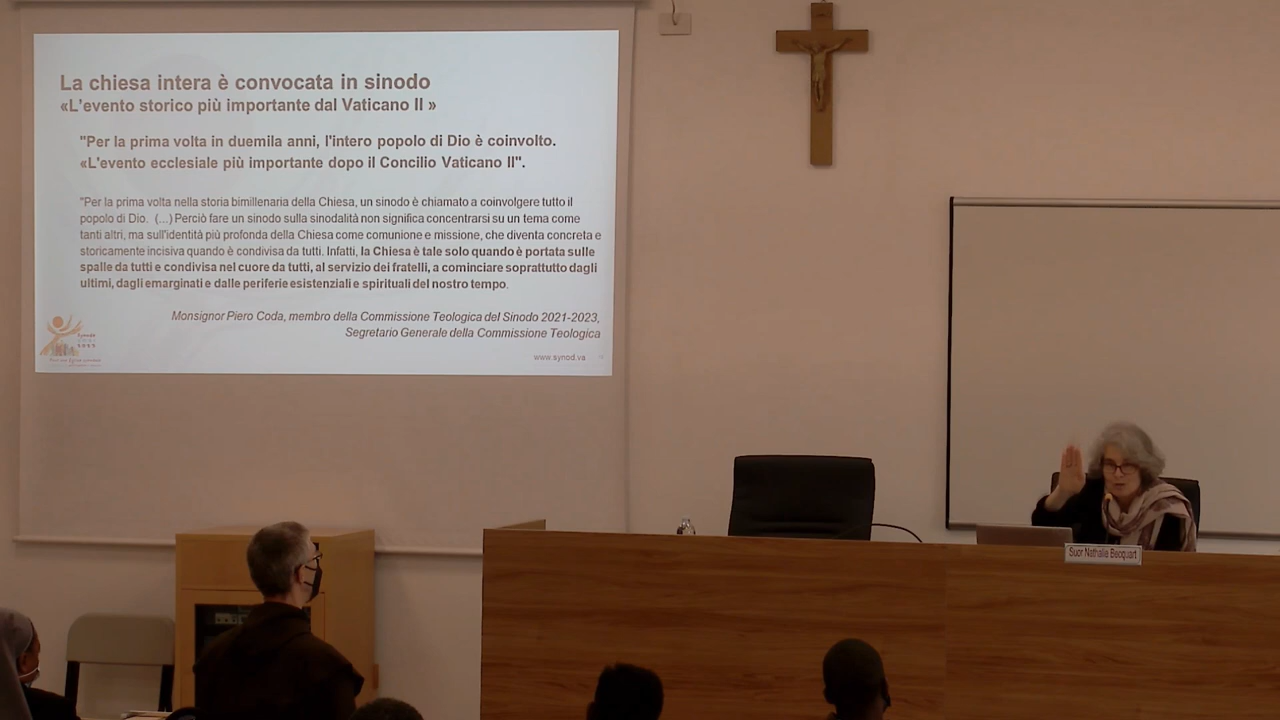 La chiesa intera è convocata in sinodo
«L'evento storico più importante dal Vaticano II »
"Per la prima volta in duemila anni, l'intero popolo di Dio è coinvolto.
«L'evento ecclesiale più importante dopo il Concilio Vaticano II".
"Per la prima volta nella storia bimillenaria della Chiesa, un sinodo è chiamato a coinvolgere tutto il
popolo di Dio. (...) Perciò fare un sinodo sulla sinodalità non significa concentrarsi su un tema come
tanti altri, ma sull'identità più profonda della Chiesa come comunione e missione, che diventa concreta e
storicamente incisiva quando è condivisa da tutti. Infatti, la Chiesa è tale solo quando è portata sulle
spalle da tutti e condivisa nel cuore da tutti, al servizio dei fratelli, a cominciare soprattutto dagli
ultimi, dagli emarginati e dalle periferie esistenziali e spirituali del nostro tempo.
Monsignor Piero Coda, membro della Commissione Teologica del Sinodo 2021-2023,
Segretario Generale della Commissione Teologica
www.synod.va
Suor Nathalie Becquart